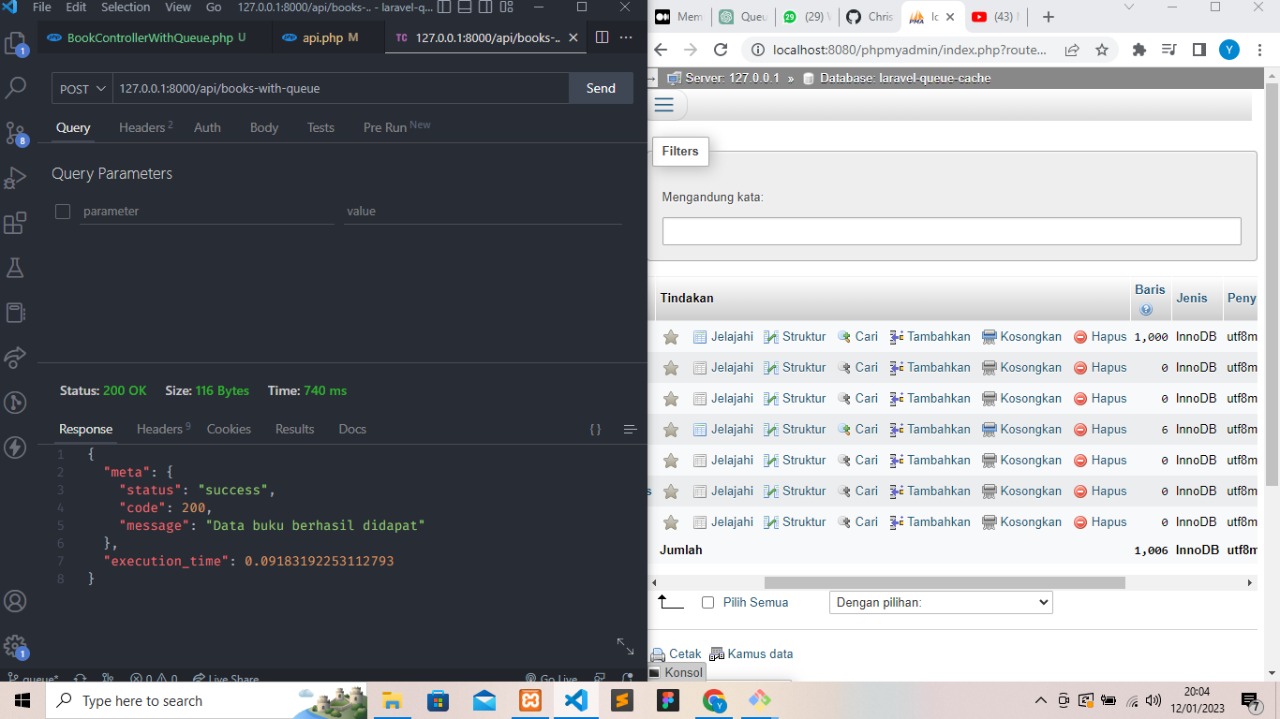 File Edit Selection View Go 127.0.0.1:8000/api/books-.. - laravel-q...
BookControllerWithQueue.php U api.php M TC 127.0.0.1:8000/api/books-.. ...
POST 127.0.0.1:8000/api/books-with-queue Send
Query Headers 2 Auth Body Tests Pre Run New
Query Parameters
parameter value
Status: 200 OK Size: 116 Bytes Time: 740 ms
Response Headers 9 Cookies Results Docs { }
1 {
2 "meta": {
3 "status": "success",
4 "code": 200,
5 "message": "Data buku berhasil didapat"
6 },
7 "execution_time": 0.09183192253112793
8 }
1
8
1
queue* 0 0 Live Share Go Live
Mem Queu (29) Chris PMA lc (43)
localhost:8080/phpmyadmin/index.php?route... Y
Server: 127.0.0.1 » Database: laravel-queue-cache
Filters
Mengandung kata:
Tindakan Baris Jenis Peny
Jelajahi Struktur Cari Tambahkan Kosongkan Hapus 1,000 InnoDB utf8m
Jelajahi Struktur Cari Tambahkan Kosongkan Hapus 0 InnoDB utf8m
Jelajahi Struktur Cari Tambahkan Kosongkan Hapus 0 InnoDB utf8m
Jelajahi Struktur Cari Tambahkan Kosongkan Hapus 6 InnoDB utf8m
Jelajahi Struktur Cari Tambahkan Kosongkan Hapus 0 InnoDB utf8m
s Jelajahi Struktur Cari Tambahkan Kosongkan Hapus 0 InnoDB utf8m
Jelajahi Struktur Cari Tambahkan Kosongkan Hapus 0 InnoDB utf8m
Jumlah 1,006 InnoDB utf8m
Pilih Semua Dengan pilihan:
Cetak Kamus data
Konsol
Type here to search 20:04
12/01/2023 7